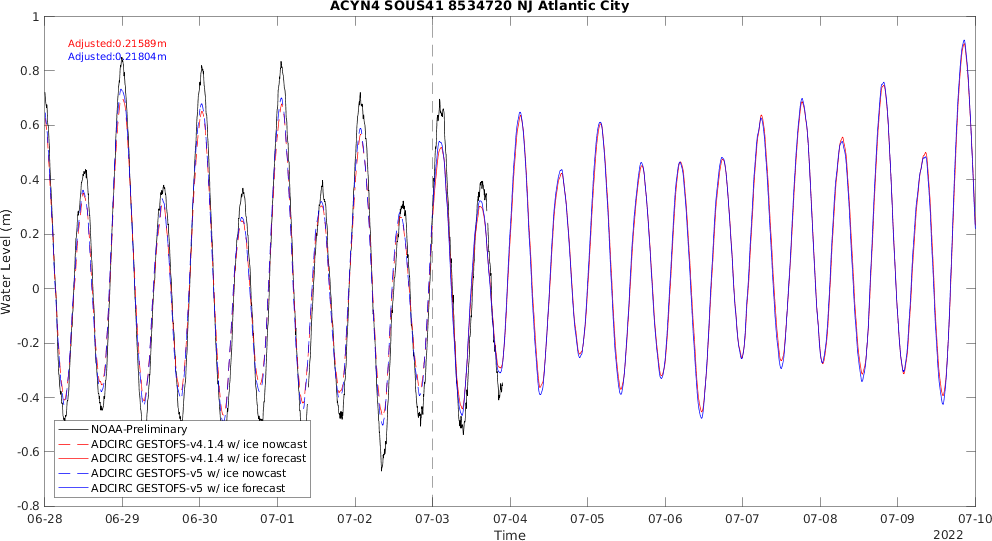 ACYN4 SOUS41 8534720 NJ Atlantic City
Adjusted:0.21589m
Adjusted:0.21804m
Water Level (m)
1
0.8
0.6
0.4
0.2
0
-0.2
-0.4
-0.6
-0.8
NOAA-Preliminary
ADCIRC GESTOFS-v4.1.4 w/ ice nowcast
ADCIRC GESTOFS-v4.1.4 w/ ice forecast
ADCIRC GESTOFS-v5 w/ ice nowcast
ADCIRC GESTOFS-v5 w/ ice forecast
06-28 06-29 06-30 07-01 07-02 07-03 07-04 07-05 07-06 07-07 07-08 07-09 07-10
Time
2022